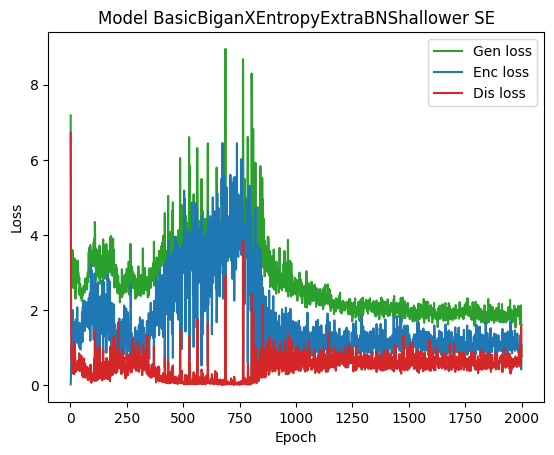 Model BasicBiganXEntropyExtraBNShallower SE
Gen loss
Enc loss
Dis loss
Loss
8
6
4
2
0
0 250 500 750 1000 1250 1500 1750 2000
Epoch